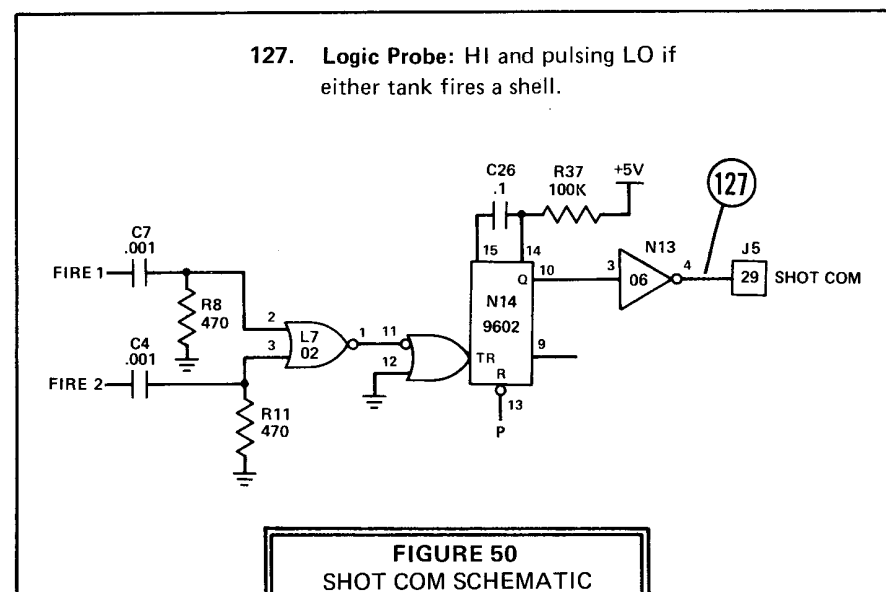 127. Logic Probe: HI and pulsing LO if
either tank fires a shell.
C26
.1
R37
100K
+5V
127
C7
.001
15
14
N13
J5
FIRE 1
Q
10
3
06
4
29
SHOT COM
R8
470
2
L7
02
1
11
N14
9602
C4
.001
3
12
TR
9
R
FIRE 2
13
R11
470
P
FIGURE 50
SHOT COM SCHEMATIC